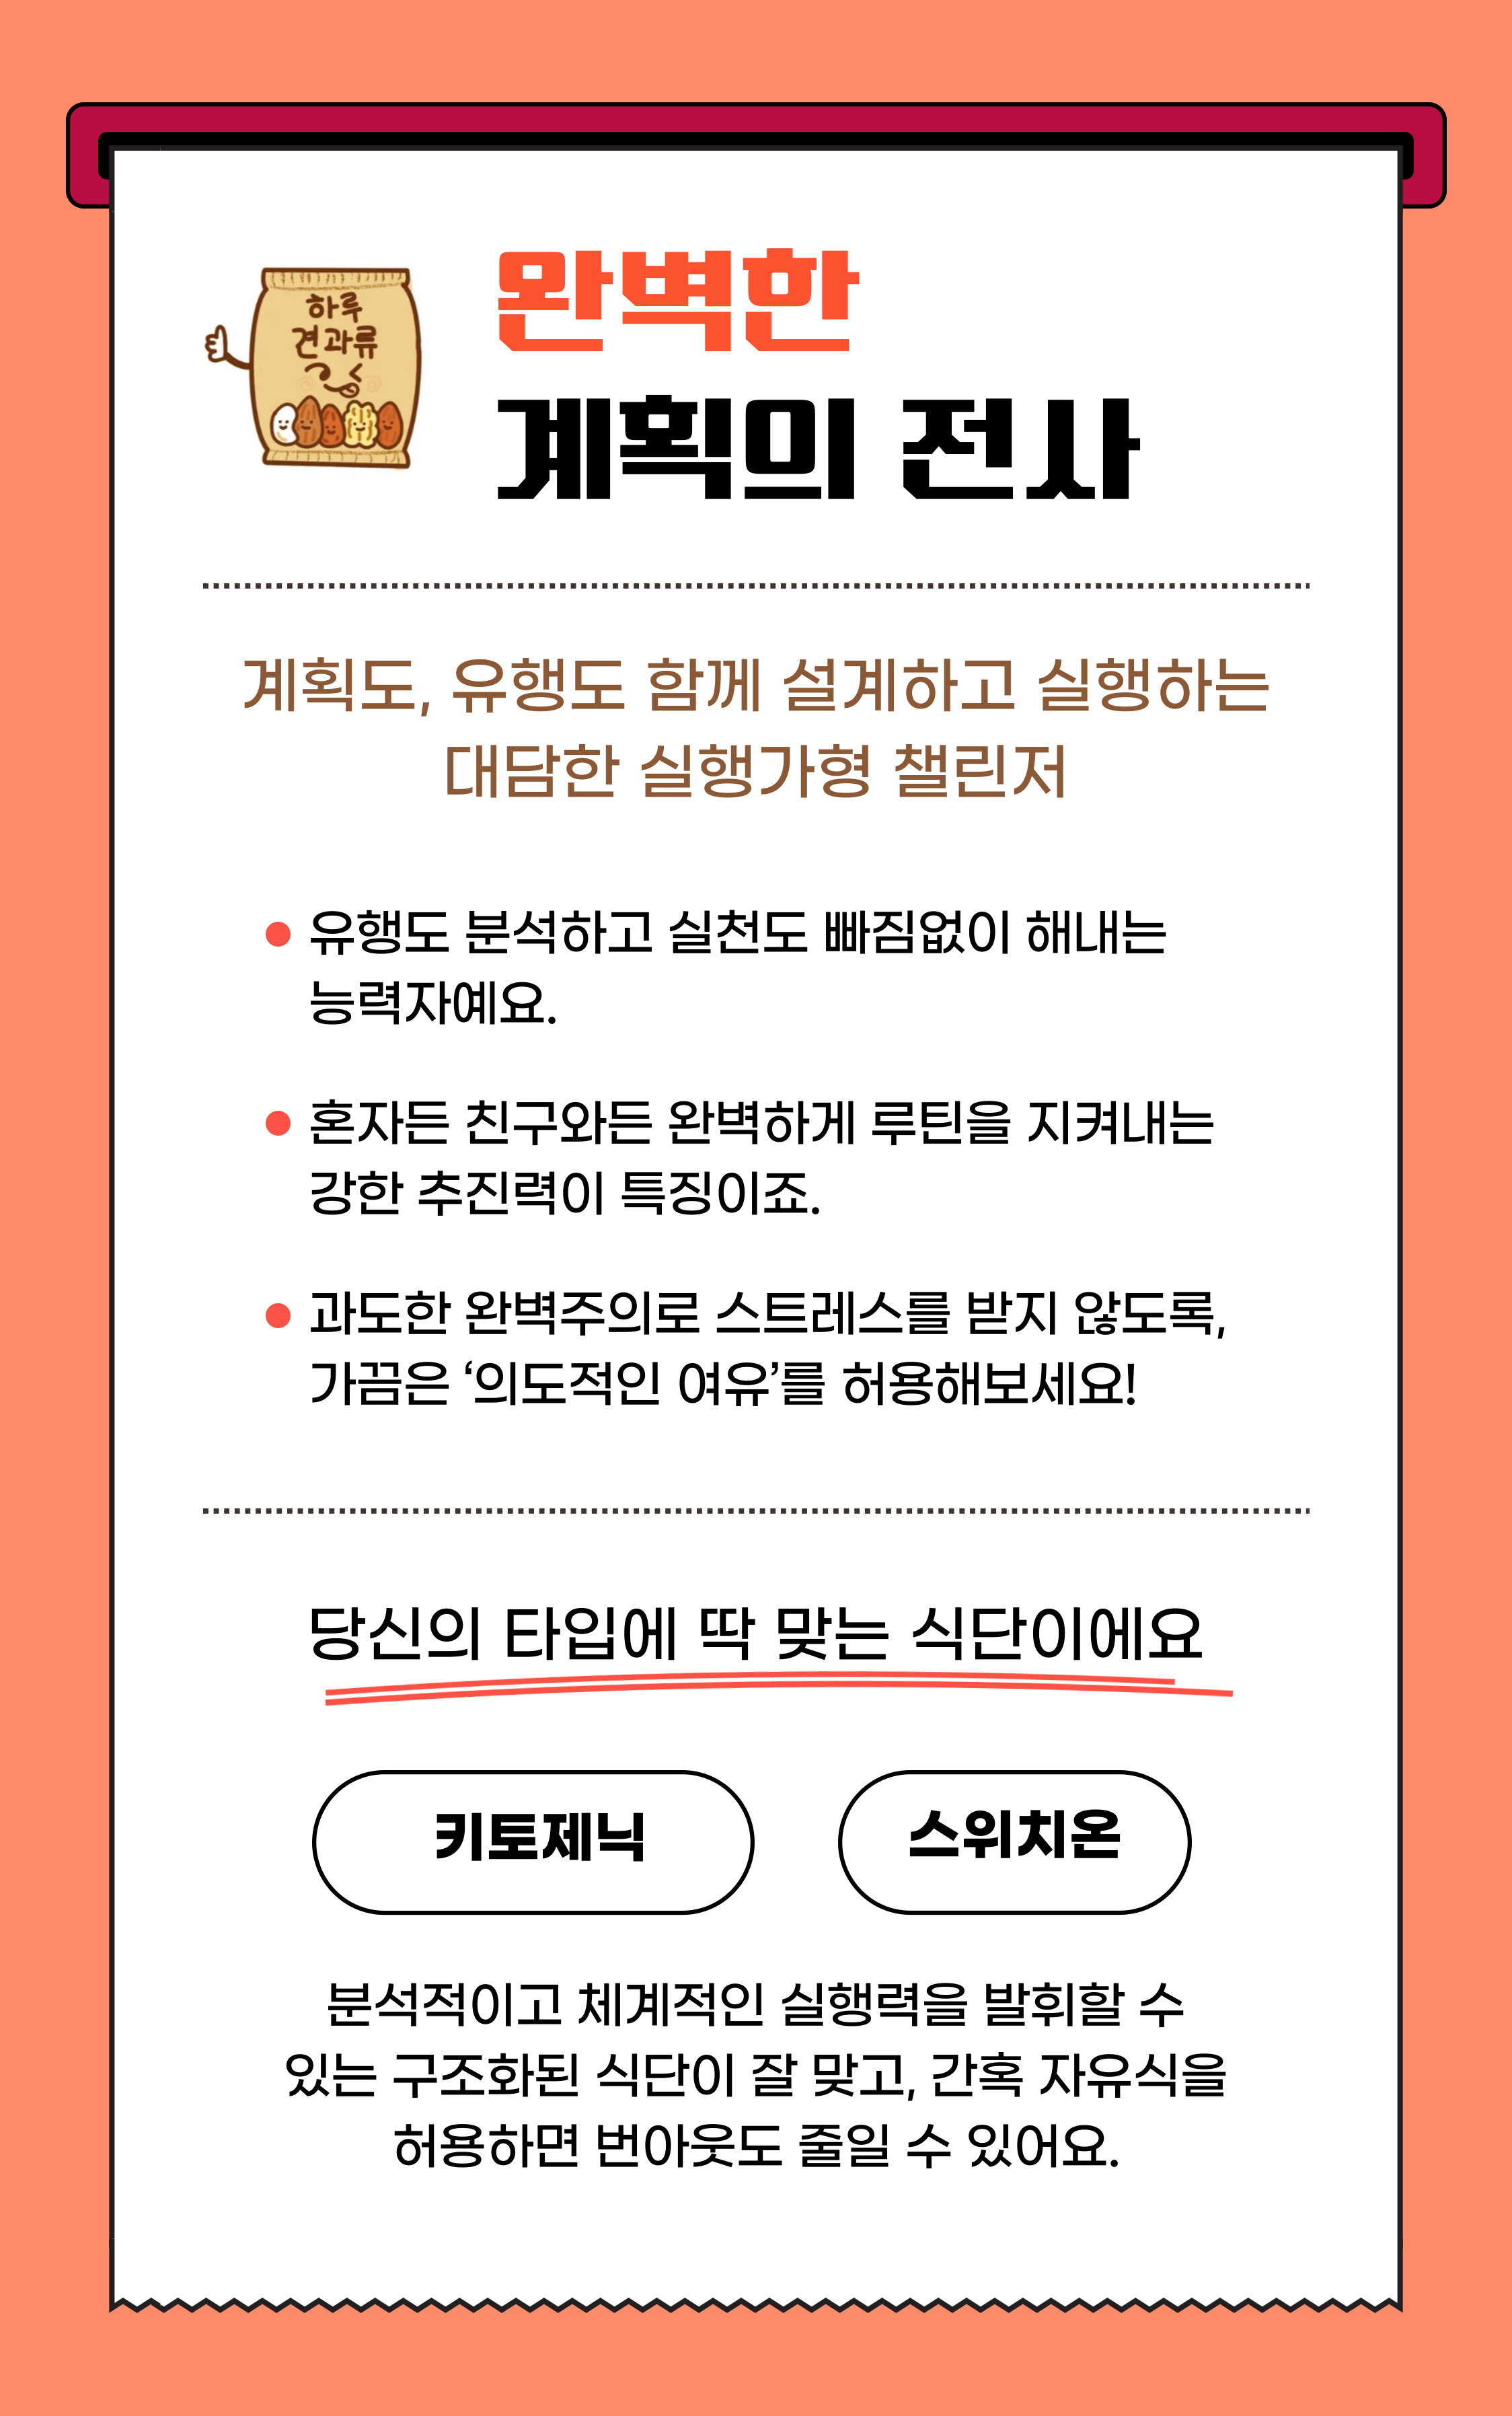 하루
견과류
완벽한
계획의 전사
계획도, 유행도 함께 설계하고 실행하는
대담한 실행가형 챌린저
유행도 분석하고 실천도 빠짐없이 해내는
능력자예요.
혼자든 친구와든 완벽하게 루틴을 지켜내는
강한 추진력이 특징이죠.
과도한 완벽주의로 스트레스를 받지 않도록,
가끔은 ‘의도적인 여유’를 허용해보세요!
당신의 타입에 딱 맞는 식단이에요
키토제닉
스위치온
분석적이고 체계적인 실행력을 발휘할 수
있는 구조화된 식단이 잘 맞고, 간혹 자유식을
허용하면 번아웃도 줄일 수 있어요.